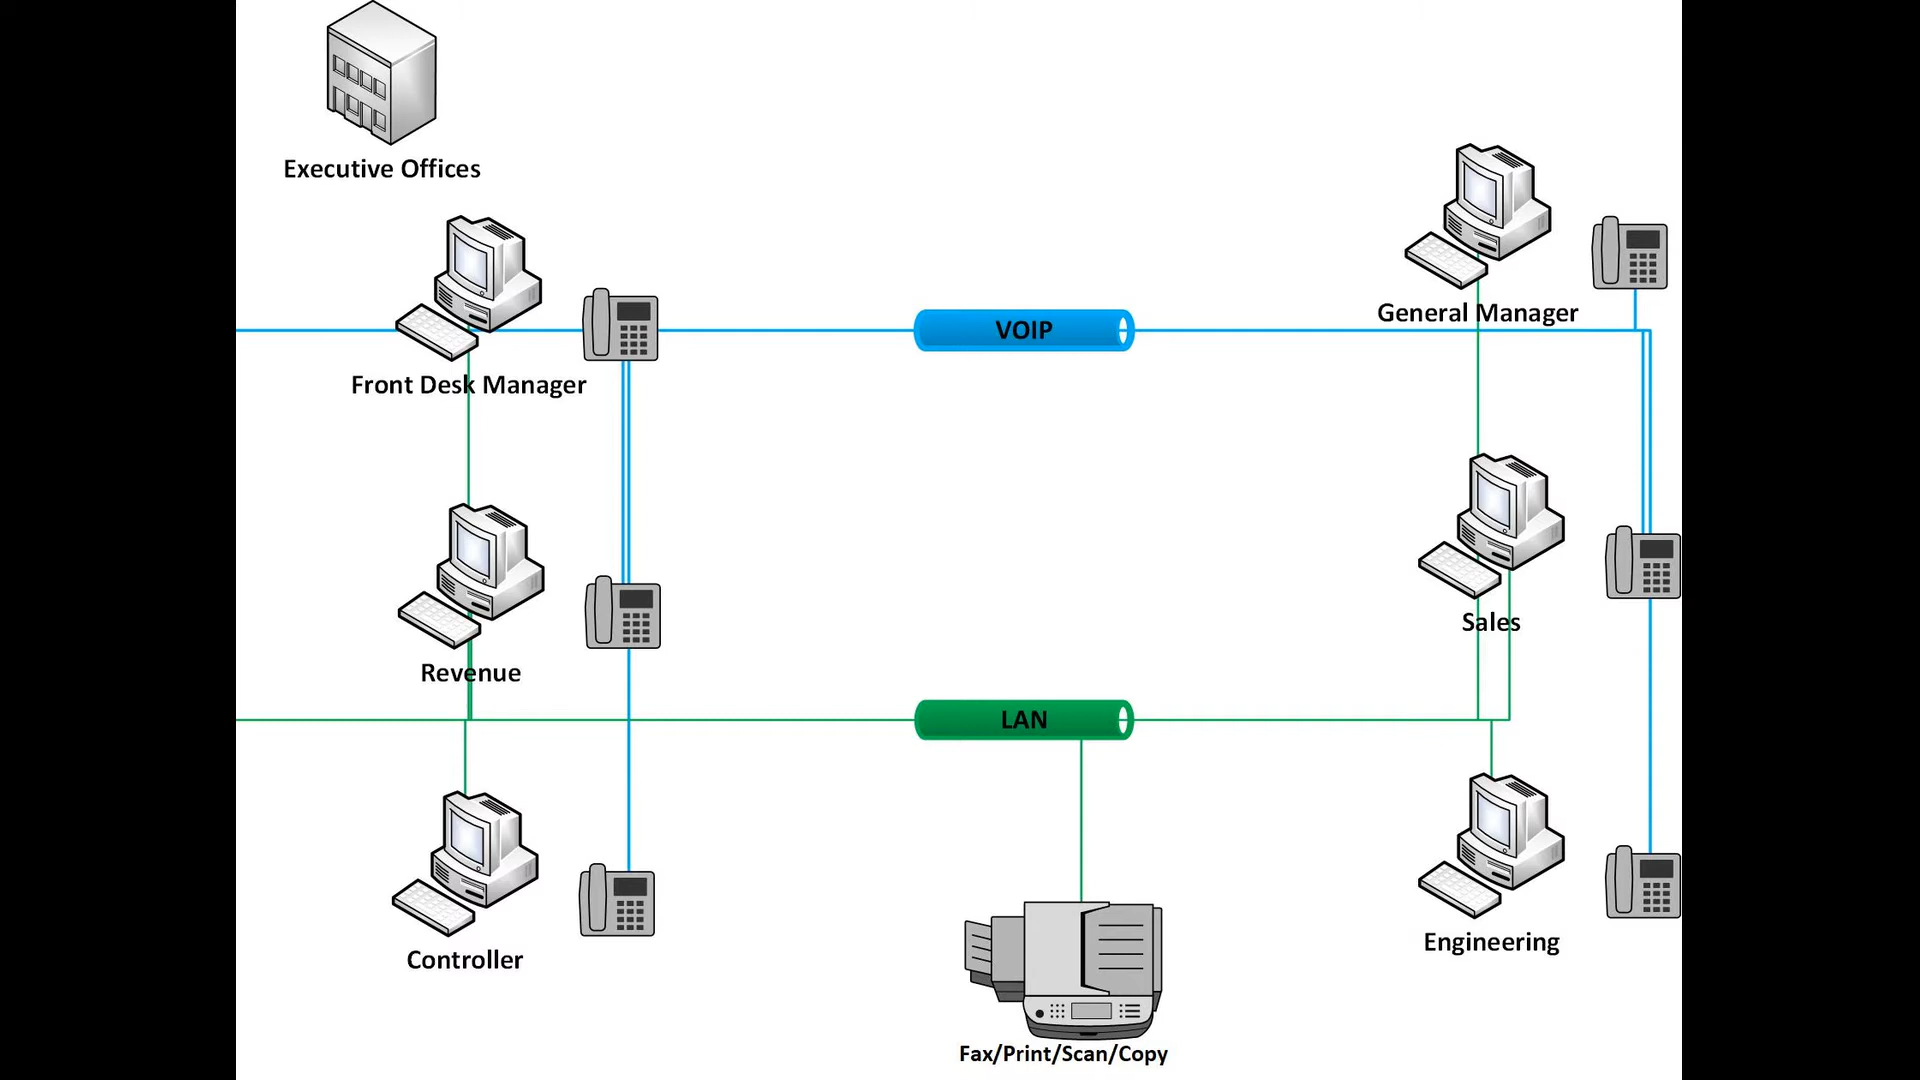 Executive Offices
General Manager
VOIP
Front Desk Manager
Sales
Revenue
LAN
Engineering
Controller
Fax/Print/Scan/Copy